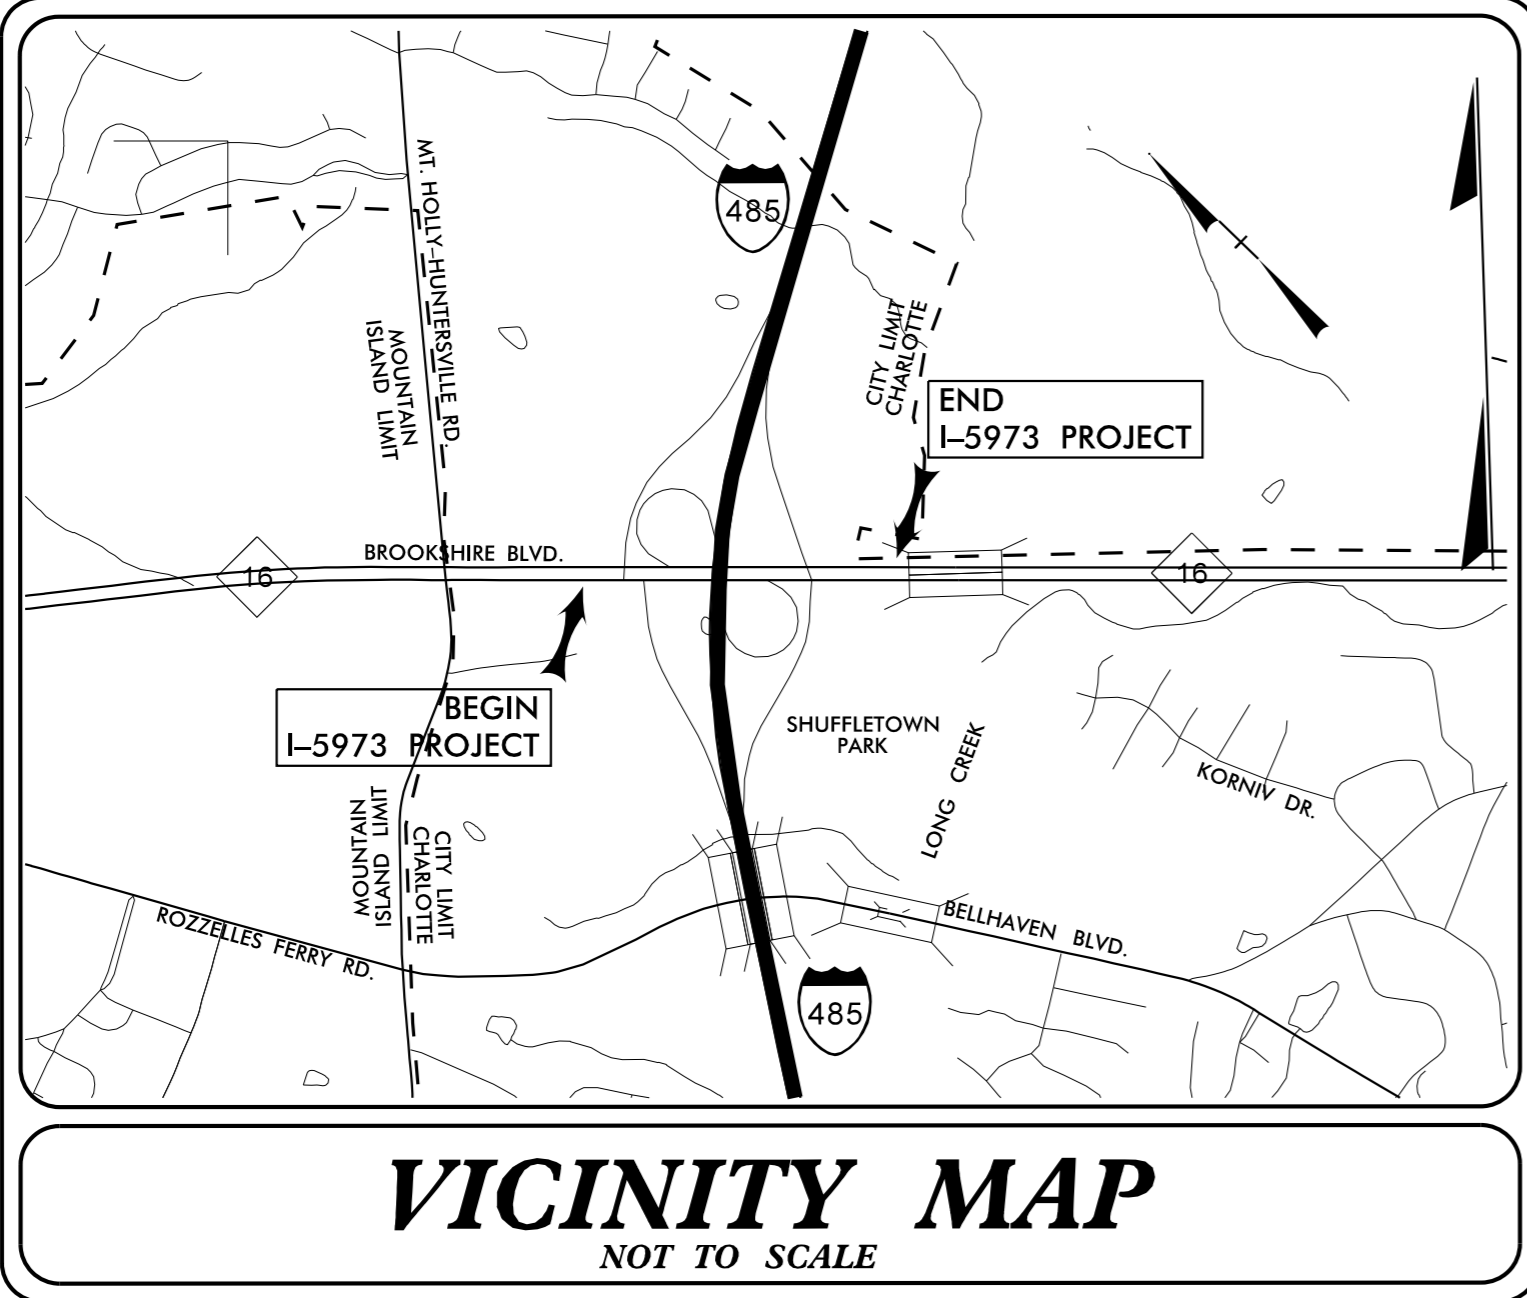 MT. HOLLY–HUNTERSVILLE RD.
485
MOUNTAIN
ISLAND LIMIT
CITY LIMIT
CHARLOTTE
END
I–5973 PROJECT
BROOKSHIRE BLVD.
16
16
BEGIN
I–5973 PROJECT
SHUFFLETOWN
PARK
LONG CREEK
KORNIV DR.
MOUNTAIN
ISLAND LIMIT
CITY LIMIT
CHARLOTTE
ROZZELLES FERRY RD.
BELLHAVEN BLVD.
485
VICINITY MAP
NOT TO SCALE